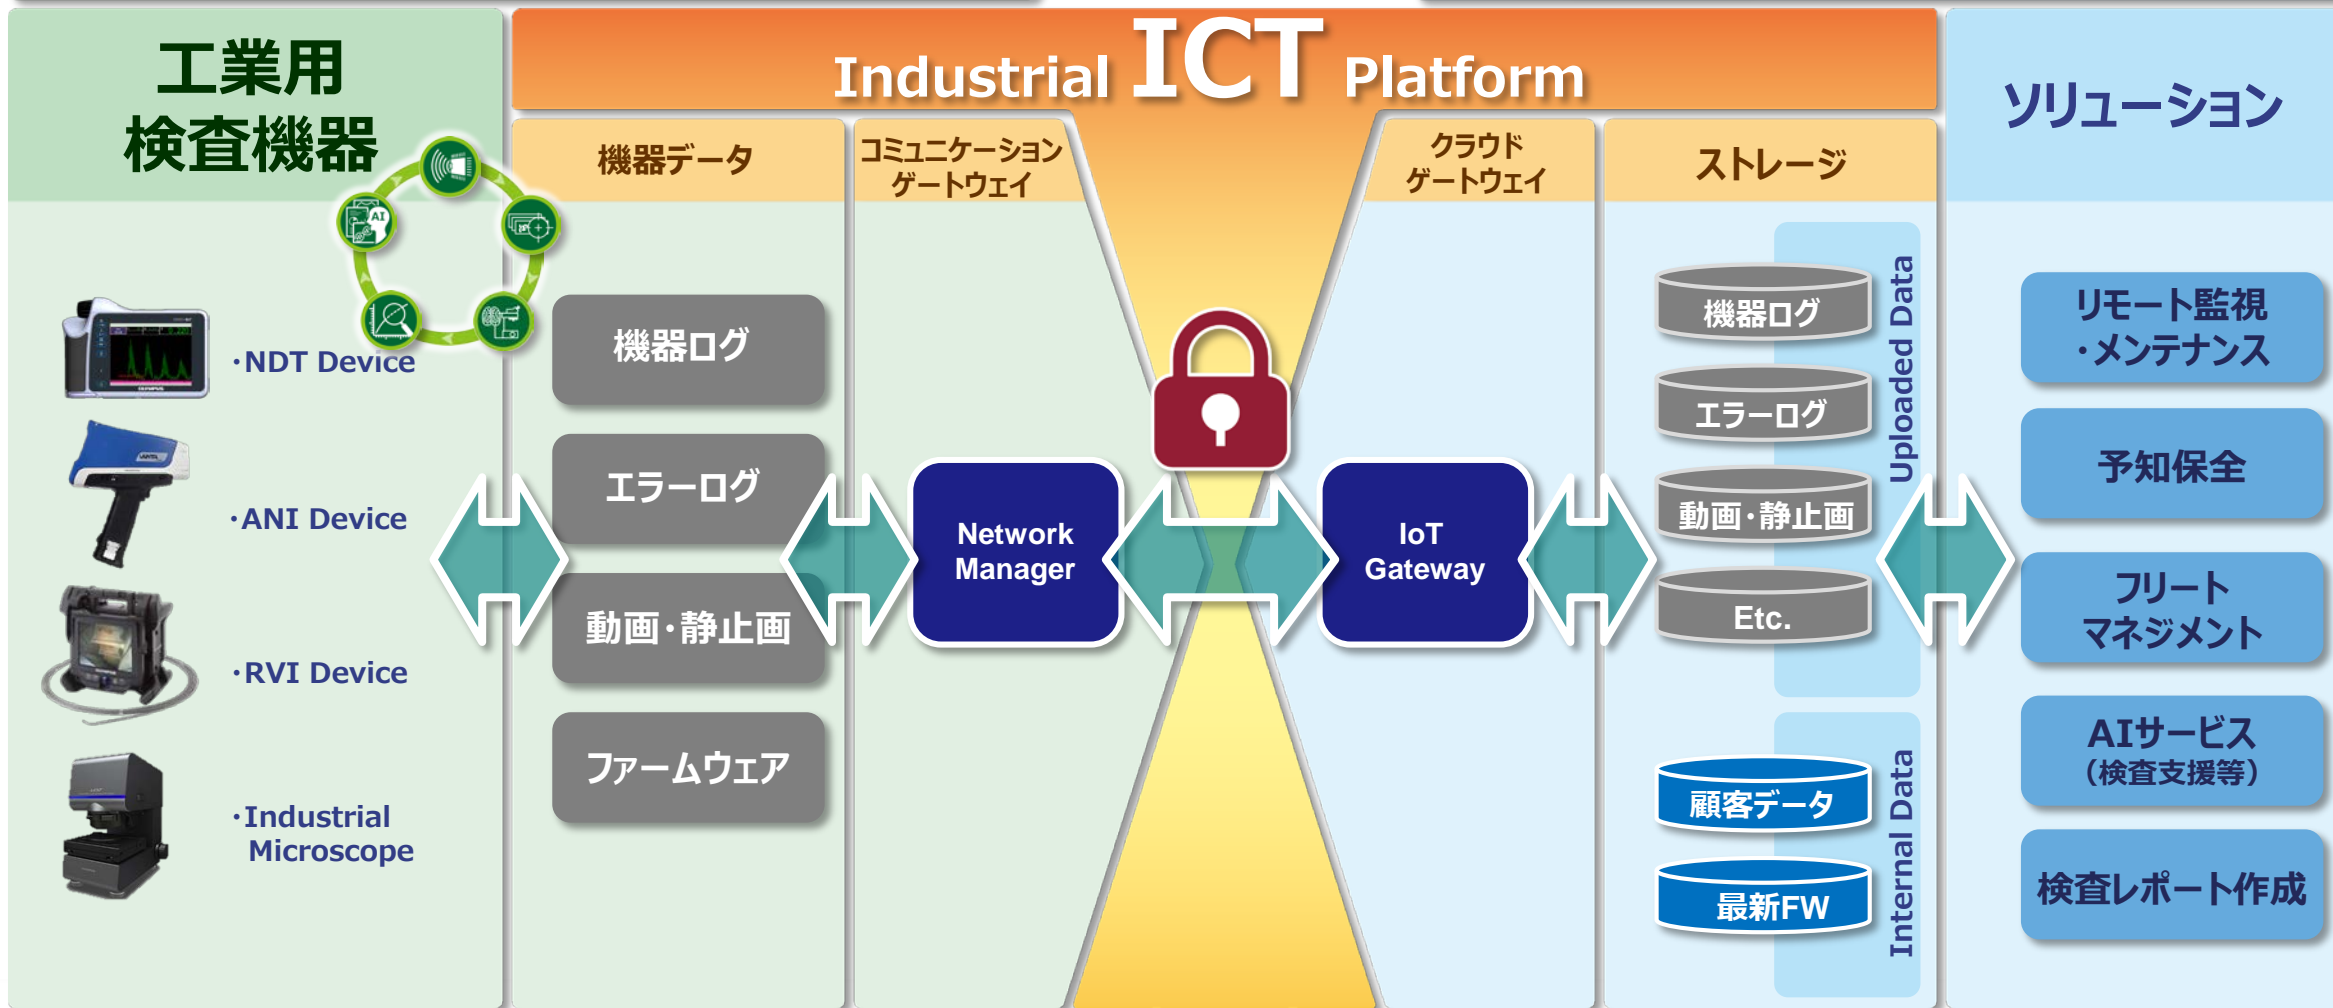 工業用
検査機器
Industrial ICT Platform
ソリューション
機器データ
コミュニケーション
ゲートウェイ
クラウド
ゲートウェイ
ストレージ
AI
・NDT Device
OLYMPUS
・ANI Device
VANTA
・RVI Device
・Industrial
Microscope
機器ログ
エラーログ
動画・静止画
ファームウェア
Network
Manager
IoT
Gateway
機器ログ
エラーログ
動画・静止画
Etc.
Uploaded Data
顧客データ
最新FW
Internal Data
リモート監視
・メンテナンス
予知保全
フリート
マネジメント
AIサービス
（検査支援等）
検査レポート作成